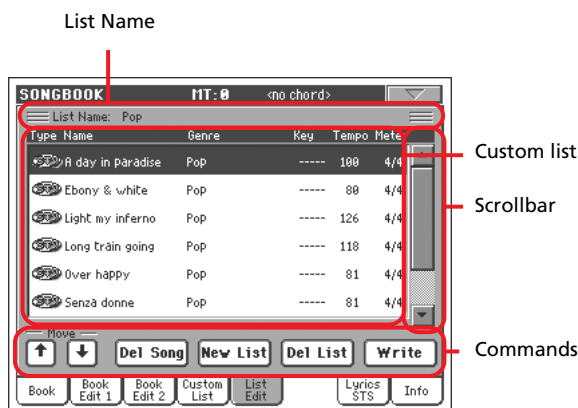 List Name
SONGBOOK MT:0 <no chord>
List Name: Pop
Type Name Genre Key Tempo Mete
A day in paradise Pop ----- 100 4/4
Ebony & white Pop ----- 80 4/4
Light my inferno Pop ----- 126 4/4
Long train going Pop ----- 118 4/4
Over happy Pop ----- 81 4/4
Senza donne Pop ----- 81 4/4
Custom list
Scrollbar
Move
Del Song New List Del List Write
Commands
Book Book Edit 1 Book Edit 2 Custom List List Edit Lyrics STS Info